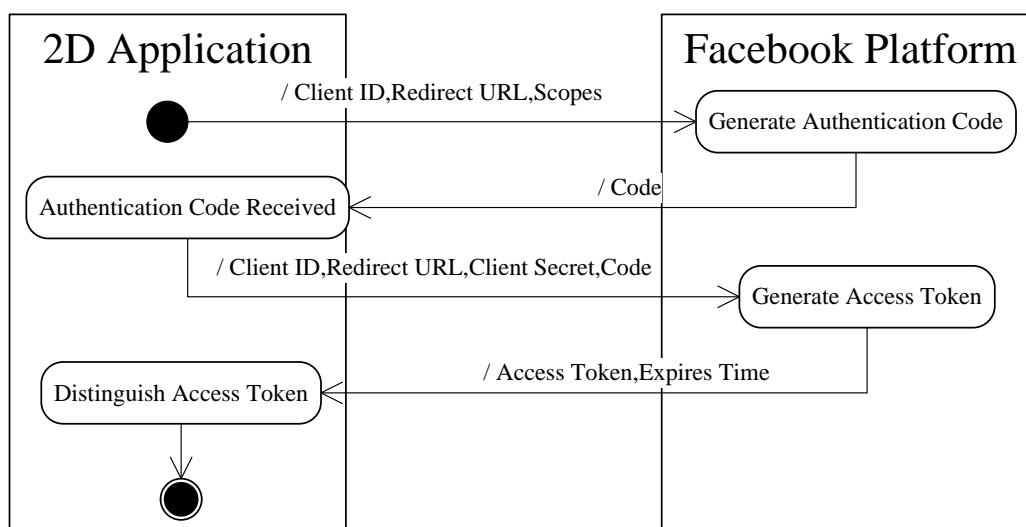 2D Application
Facebook Platform
/ Client ID,Redirect URL,Scopes
Generate Authentication Code
/ Code
Authentication Code Received
/ Client ID,Redirect URL,Client Secret,Code
Generate Access Token
/ Access Token,Expires Time
Distinguish Access Token